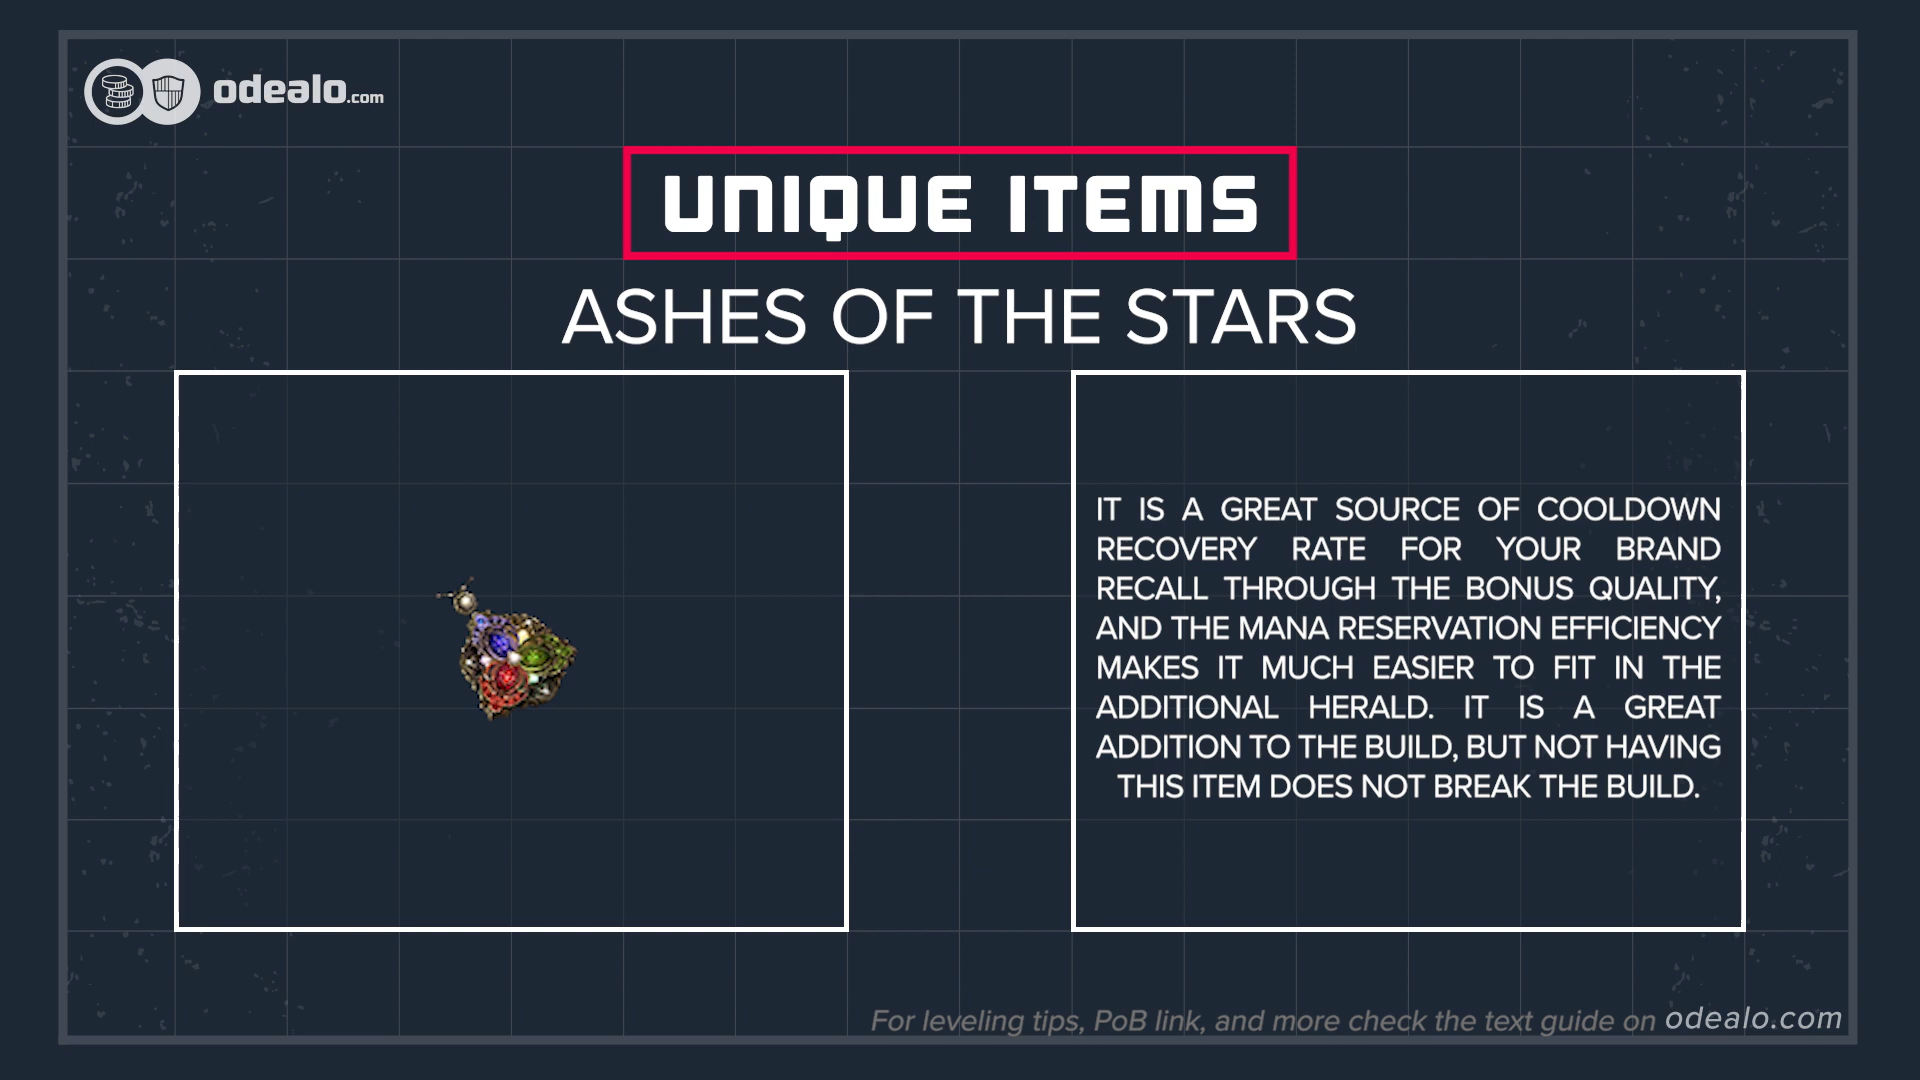 odealo.com
UNIQUE ITEMS
ASHES OF THE STARS
IT IS A GREAT SOURCE OF COOLDOWN
RECOVERY RATE FOR YOUR BRAND
RECALL THROUGH THE BONUS QUALITY,
AND THE MANA RESERVATION EFFICIENCY
MAKES IT MUCH EASIER TO FIT IN THE
ADDITIONAL HERALD. IT IS A GREAT
ADDITION TO THE BUILD, BUT NOT HAVING
THIS ITEM DOES NOT BREAK THE BUILD.
For leveling tips, PoB link, and more check the text guide on odealo.com